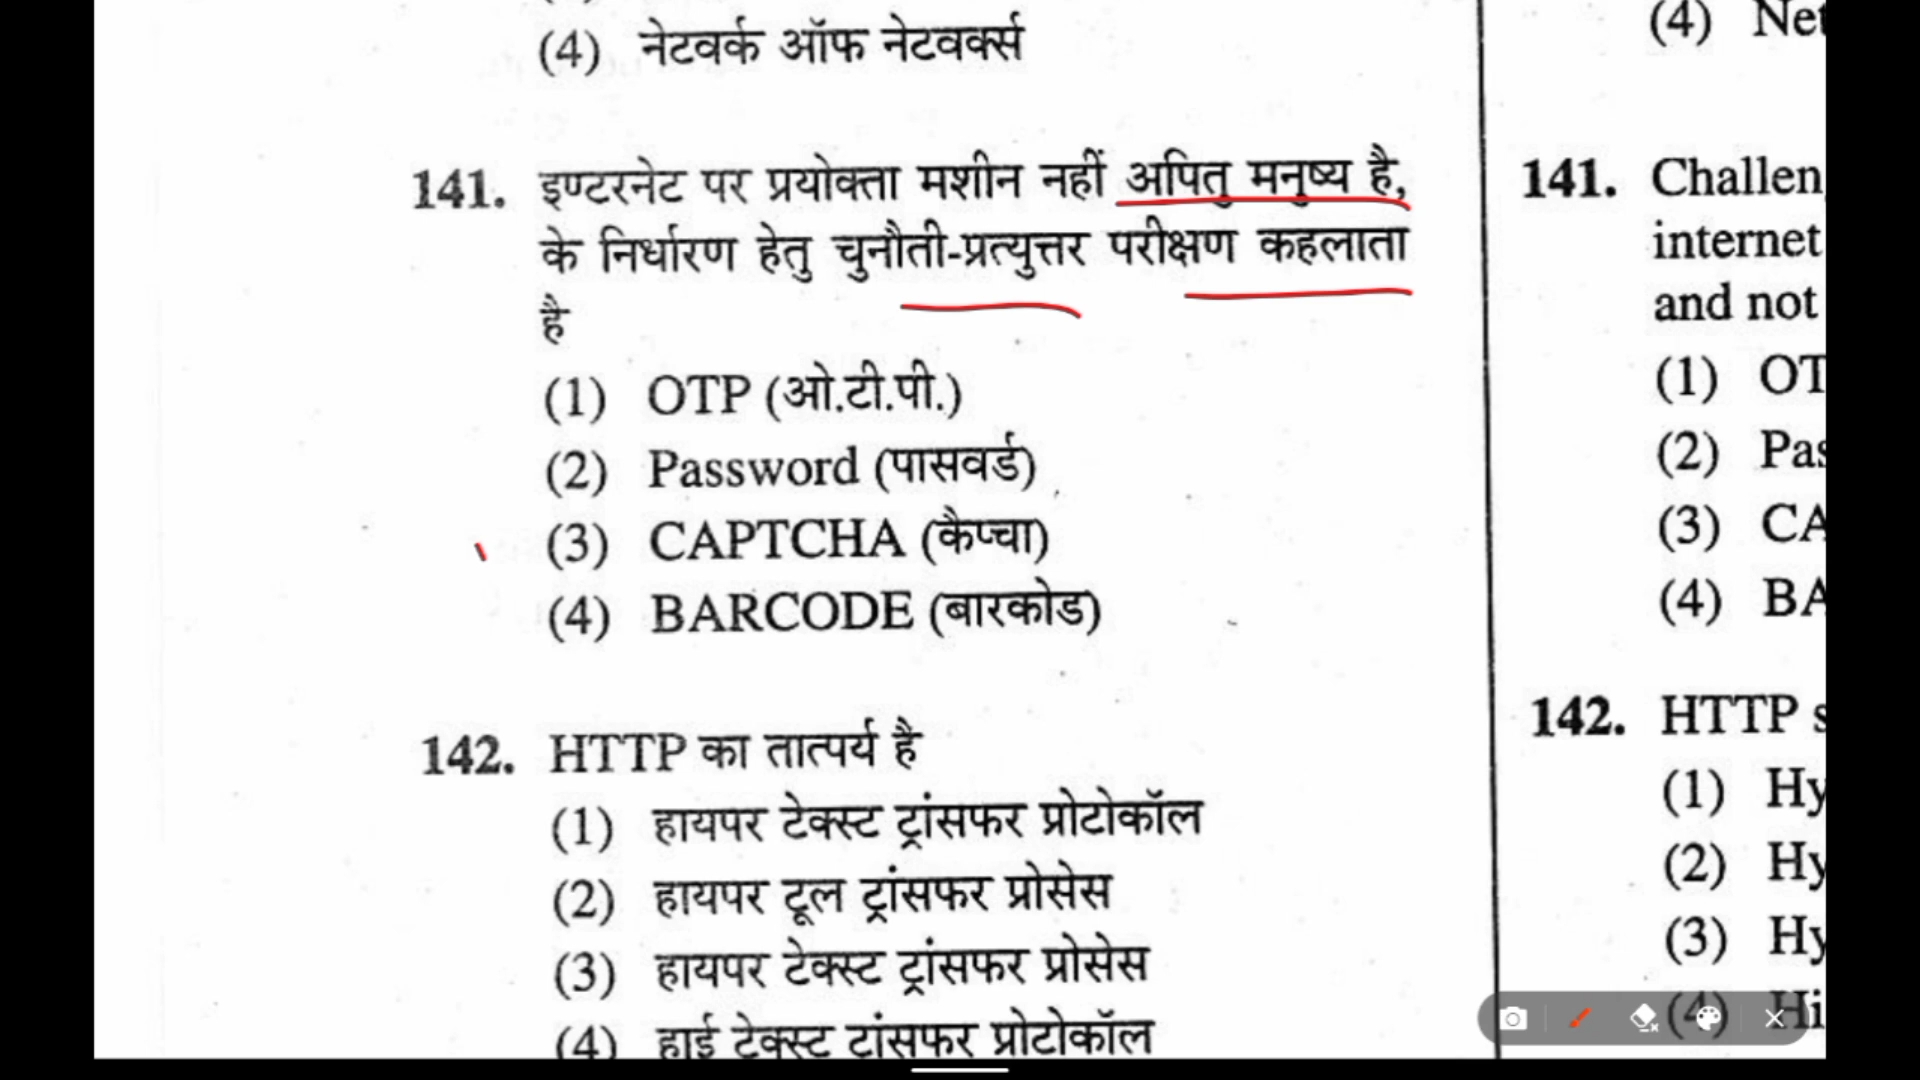 (4) नेटवर्क ऑफ नेटवर्क्स
141. इण्टरनेट पर प्रयोक्ता मशीन नहीं अपितु मनुष्य है,
के निर्धारण हेतु चुनौती-प्रत्युत्तर परीक्षण कहलाता
है
(1) OTP (ओ.टी.पी.)
(2) Password (पासवर्ड)
(3) CAPTCHA (कैप्चा)
(4) BARCODE (बारकोड)
142. HTTP का तात्पर्य है
(1) हायपर टेक्स्ट ट्रांसफर प्रोटोकॉल
(2) हायपर टूल ट्रांसफर प्रोसेस
(3) हायपर टेक्स्ट ट्रांसफर प्रोसेस
(4) हाई टेक्स्ट ट्रांसफर प्रोटोकॉल
(4) Net
141. Challen
internet
and not
(1) OT
(2) Pas
(3) CA
(4) BA
142. HTTP s
(1) Hy
(2) Hy
(3) Hy
(4) Hi